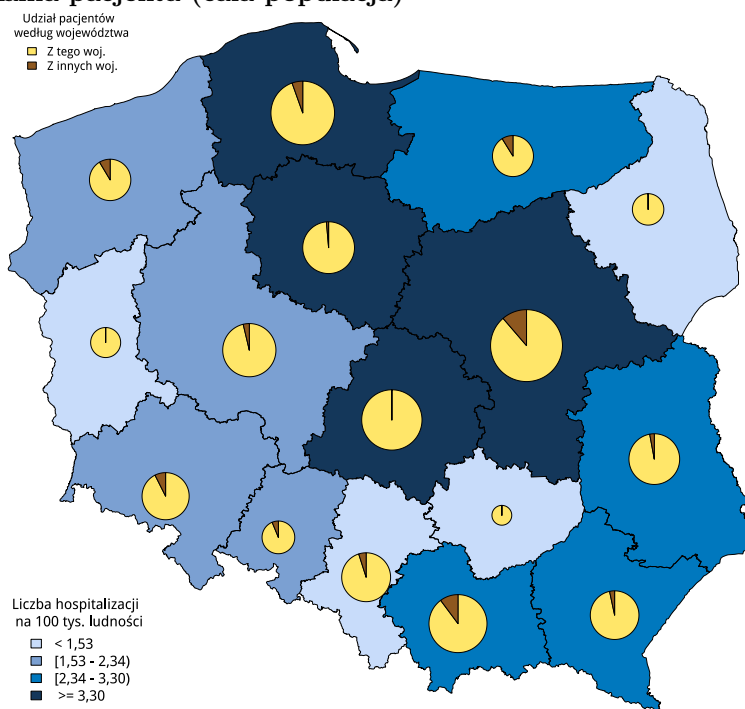 Udział pacjentów
według województwa
Z tego woj.
Z innych woj.
Liczba hospitalizacji
na 100 tys. ludności
< 1,53
[1,53 - 2,34)
[2,34 - 3,30)
>= 3,30